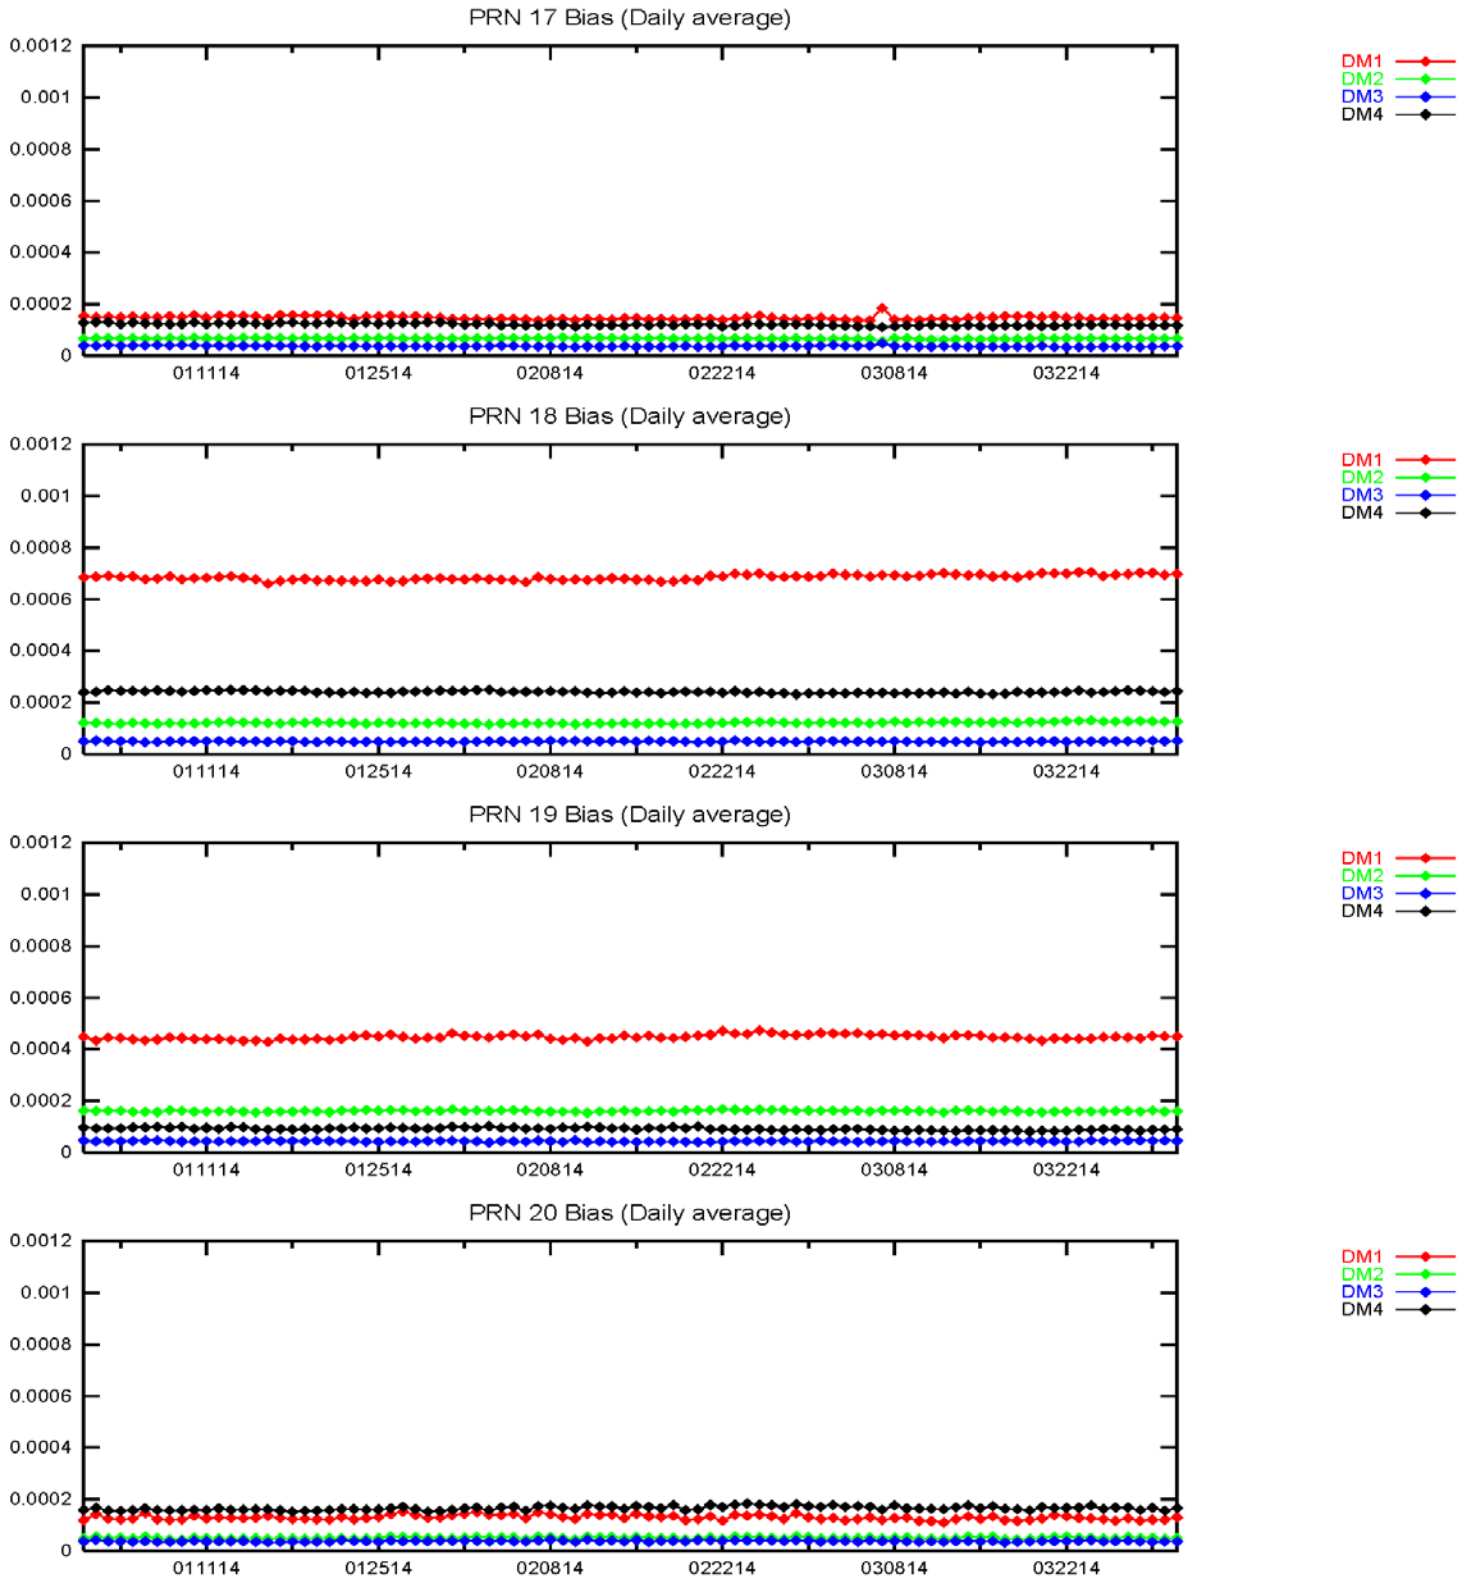 PRN 17 Bias (Daily average)
0.0012
0.001
0.0008
0.0006
0.0004
0.0002
0
011114 012514 020814 022214 030814 032214
DM1
DM2
DM3
DM4
PRN 18 Bias (Daily average)
0.0012
0.001
0.0008
0.0006
0.0004
0.0002
0
011114 012514 020814 022214 030814 032214
DM1
DM2
DM3
DM4
PRN 19 Bias (Daily average)
0.0012
0.001
0.0008
0.0006
0.0004
0.0002
0
011114 012514 020814 022214 030814 032214
DM1
DM2
DM3
DM4
PRN 20 Bias (Daily average)
0.0012
0.001
0.0008
0.0006
0.0004
0.0002
0
011114 012514 020814 022214 030814 032214
DM1
DM2
DM3
DM4